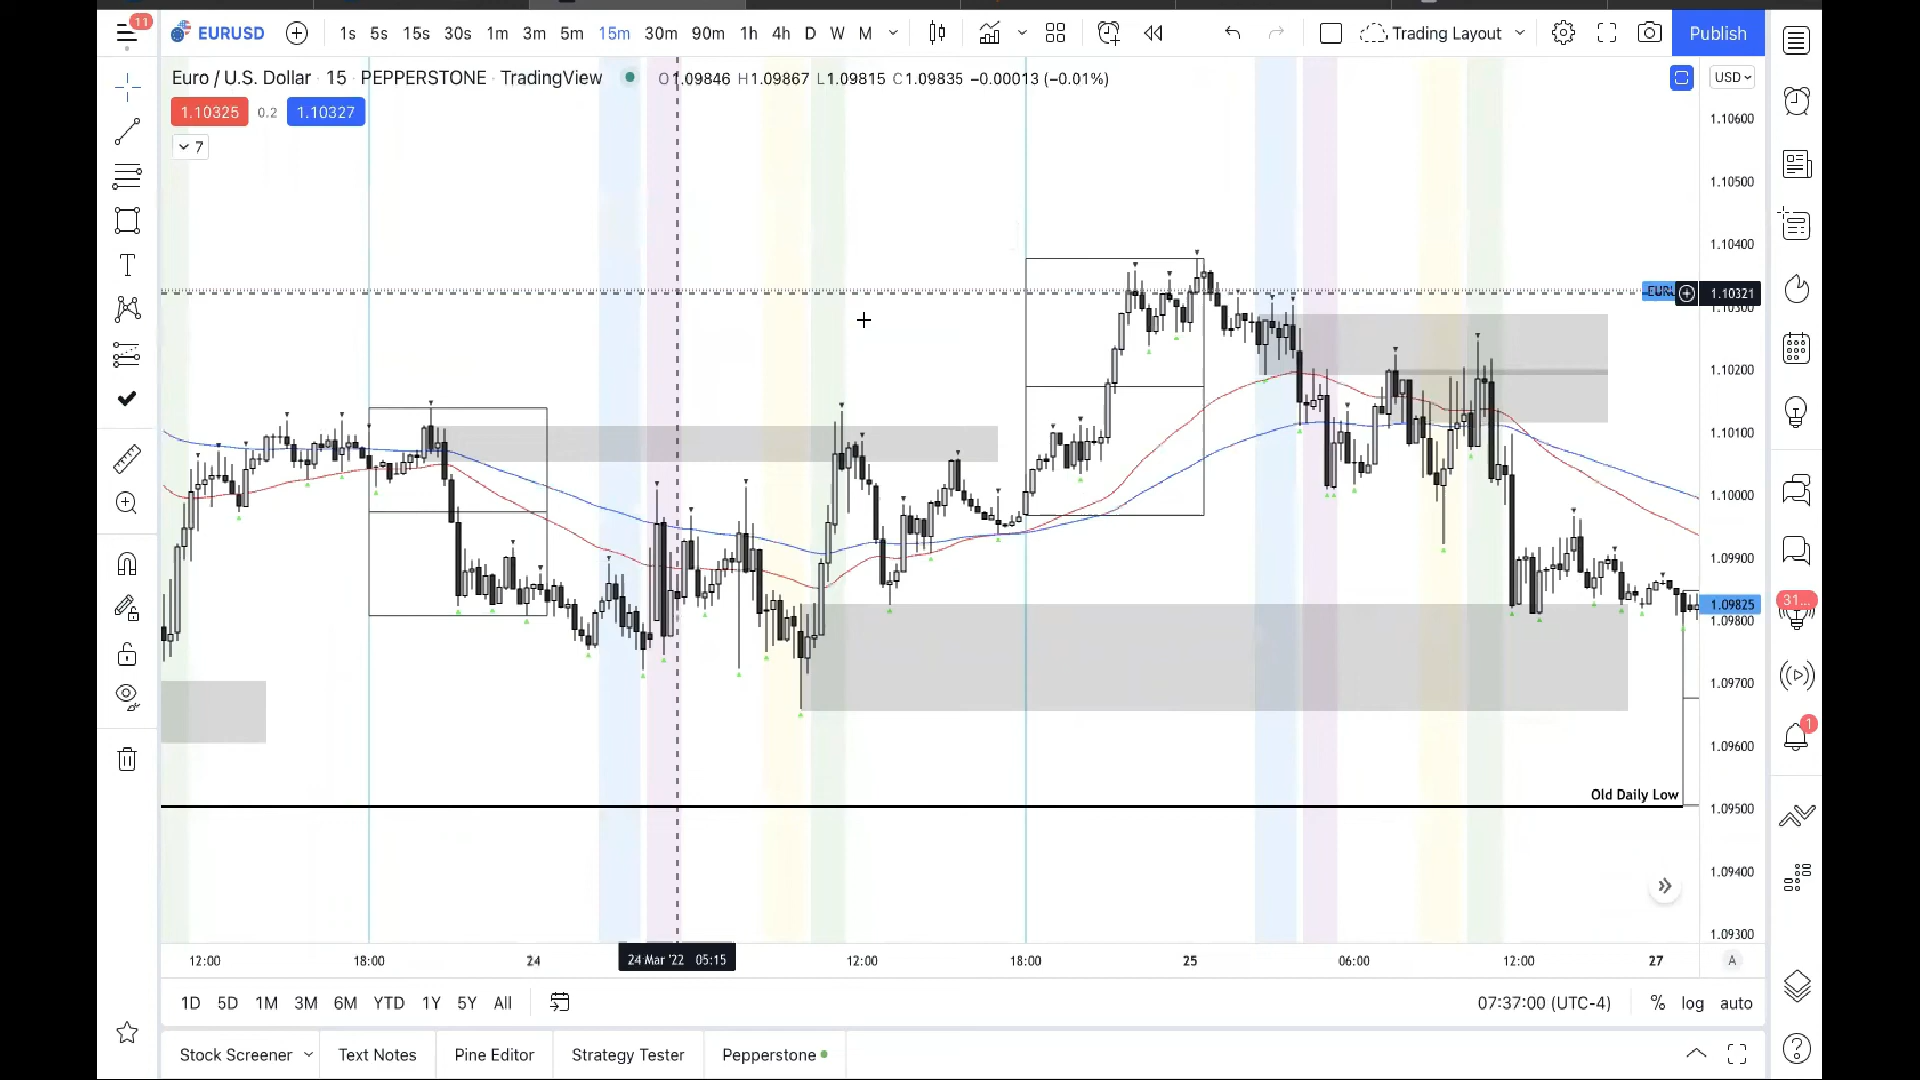 11
EURUSD 1s 5s 15s 30s 1m 3m 5m 15m 30m 90m 1h 4h D W M Trading Layout Publish
Euro / U.S. Dollar · 15 · PEPPERSTONE · TradingView O1.09846 H1.09867 L1.09815 C1.09835 −0.00013 (−0.01%) USD
1.10325 0.2 1.10327
7
T
1.10600
1.10500
1.10400
1.10321
1.10300
1.10200
1.10100
1.10000
1.09900
1.09825
31...
1.09800
1.09700
1
1.09600
Old Daily Low
1.09500
1.09400
1.09300
12:00 18:00 24 24 Mar '22 05:15 12:00 18:00 25 06:00 12:00 27 A
1D 5D 1M 3M 6M YTD 1Y 5Y All 07:37:00 (UTC-4) % log auto
Stock Screener Text Notes Pine Editor Strategy Tester Pepperstone